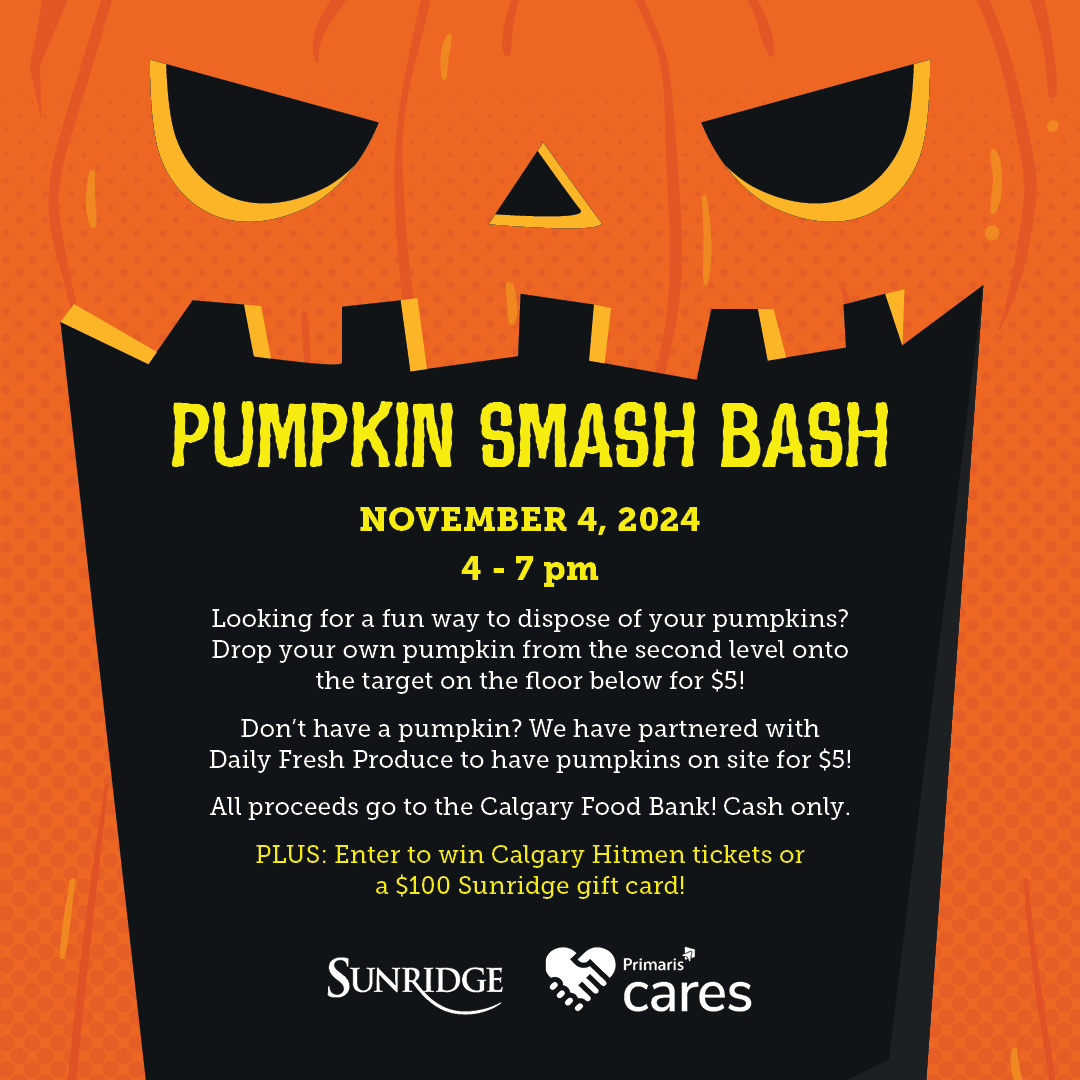 PUMPKIN SMASH BASH
NOVEMBER 4, 2024
4 - 7 pm
Looking for a fun way to dispose of your pumpkins?
Drop your own pumpkin from the second level onto
the target on the floor below for $5!
Don’t have a pumpkin? We have partnered with
Daily Fresh Produce to have pumpkins on site for $5!
All proceeds go to the Calgary Food Bank! Cash only.
PLUS: Enter to win Calgary Hitmen tickets or
a $100 Sunridge gift card!
SUNRIDGE
Primaris
cares